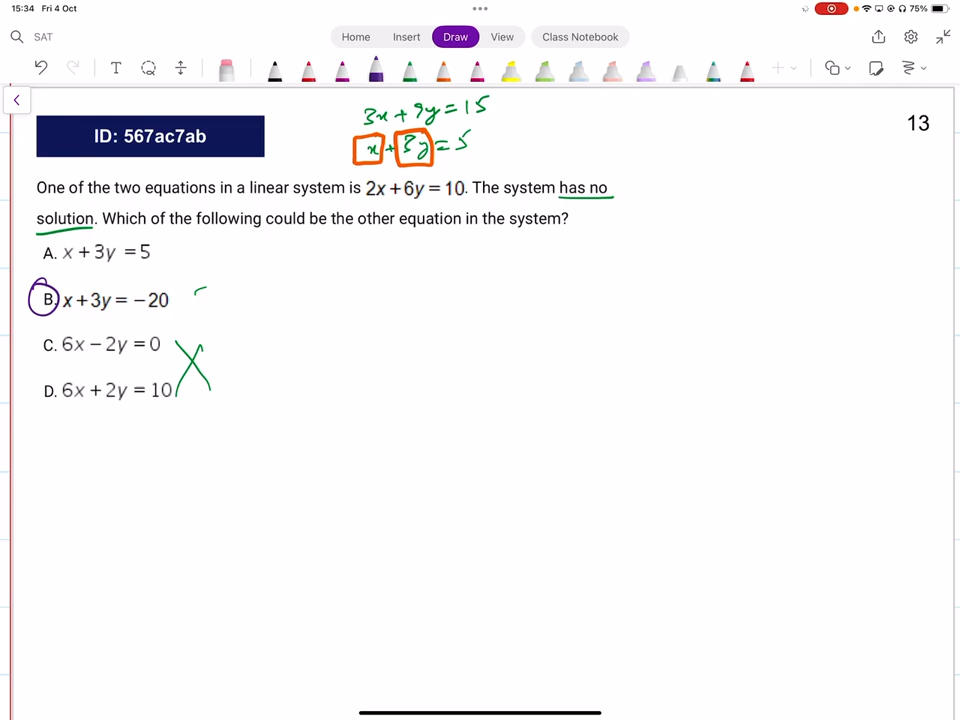 15:34 Fri 4 Oct
75%
SAT
Home Insert Draw View Class Notebook
3x + 9y = 15
x + 3y = 5
13
ID: 567ac7ab
One of the two equations in a linear system is 2x + 6y = 10. The system has no
solution. Which of the following could be the other equation in the system?
A. x + 3y = 5
B. x + 3y = −20
C. 6x − 2y = 0
D. 6x + 2y = 10